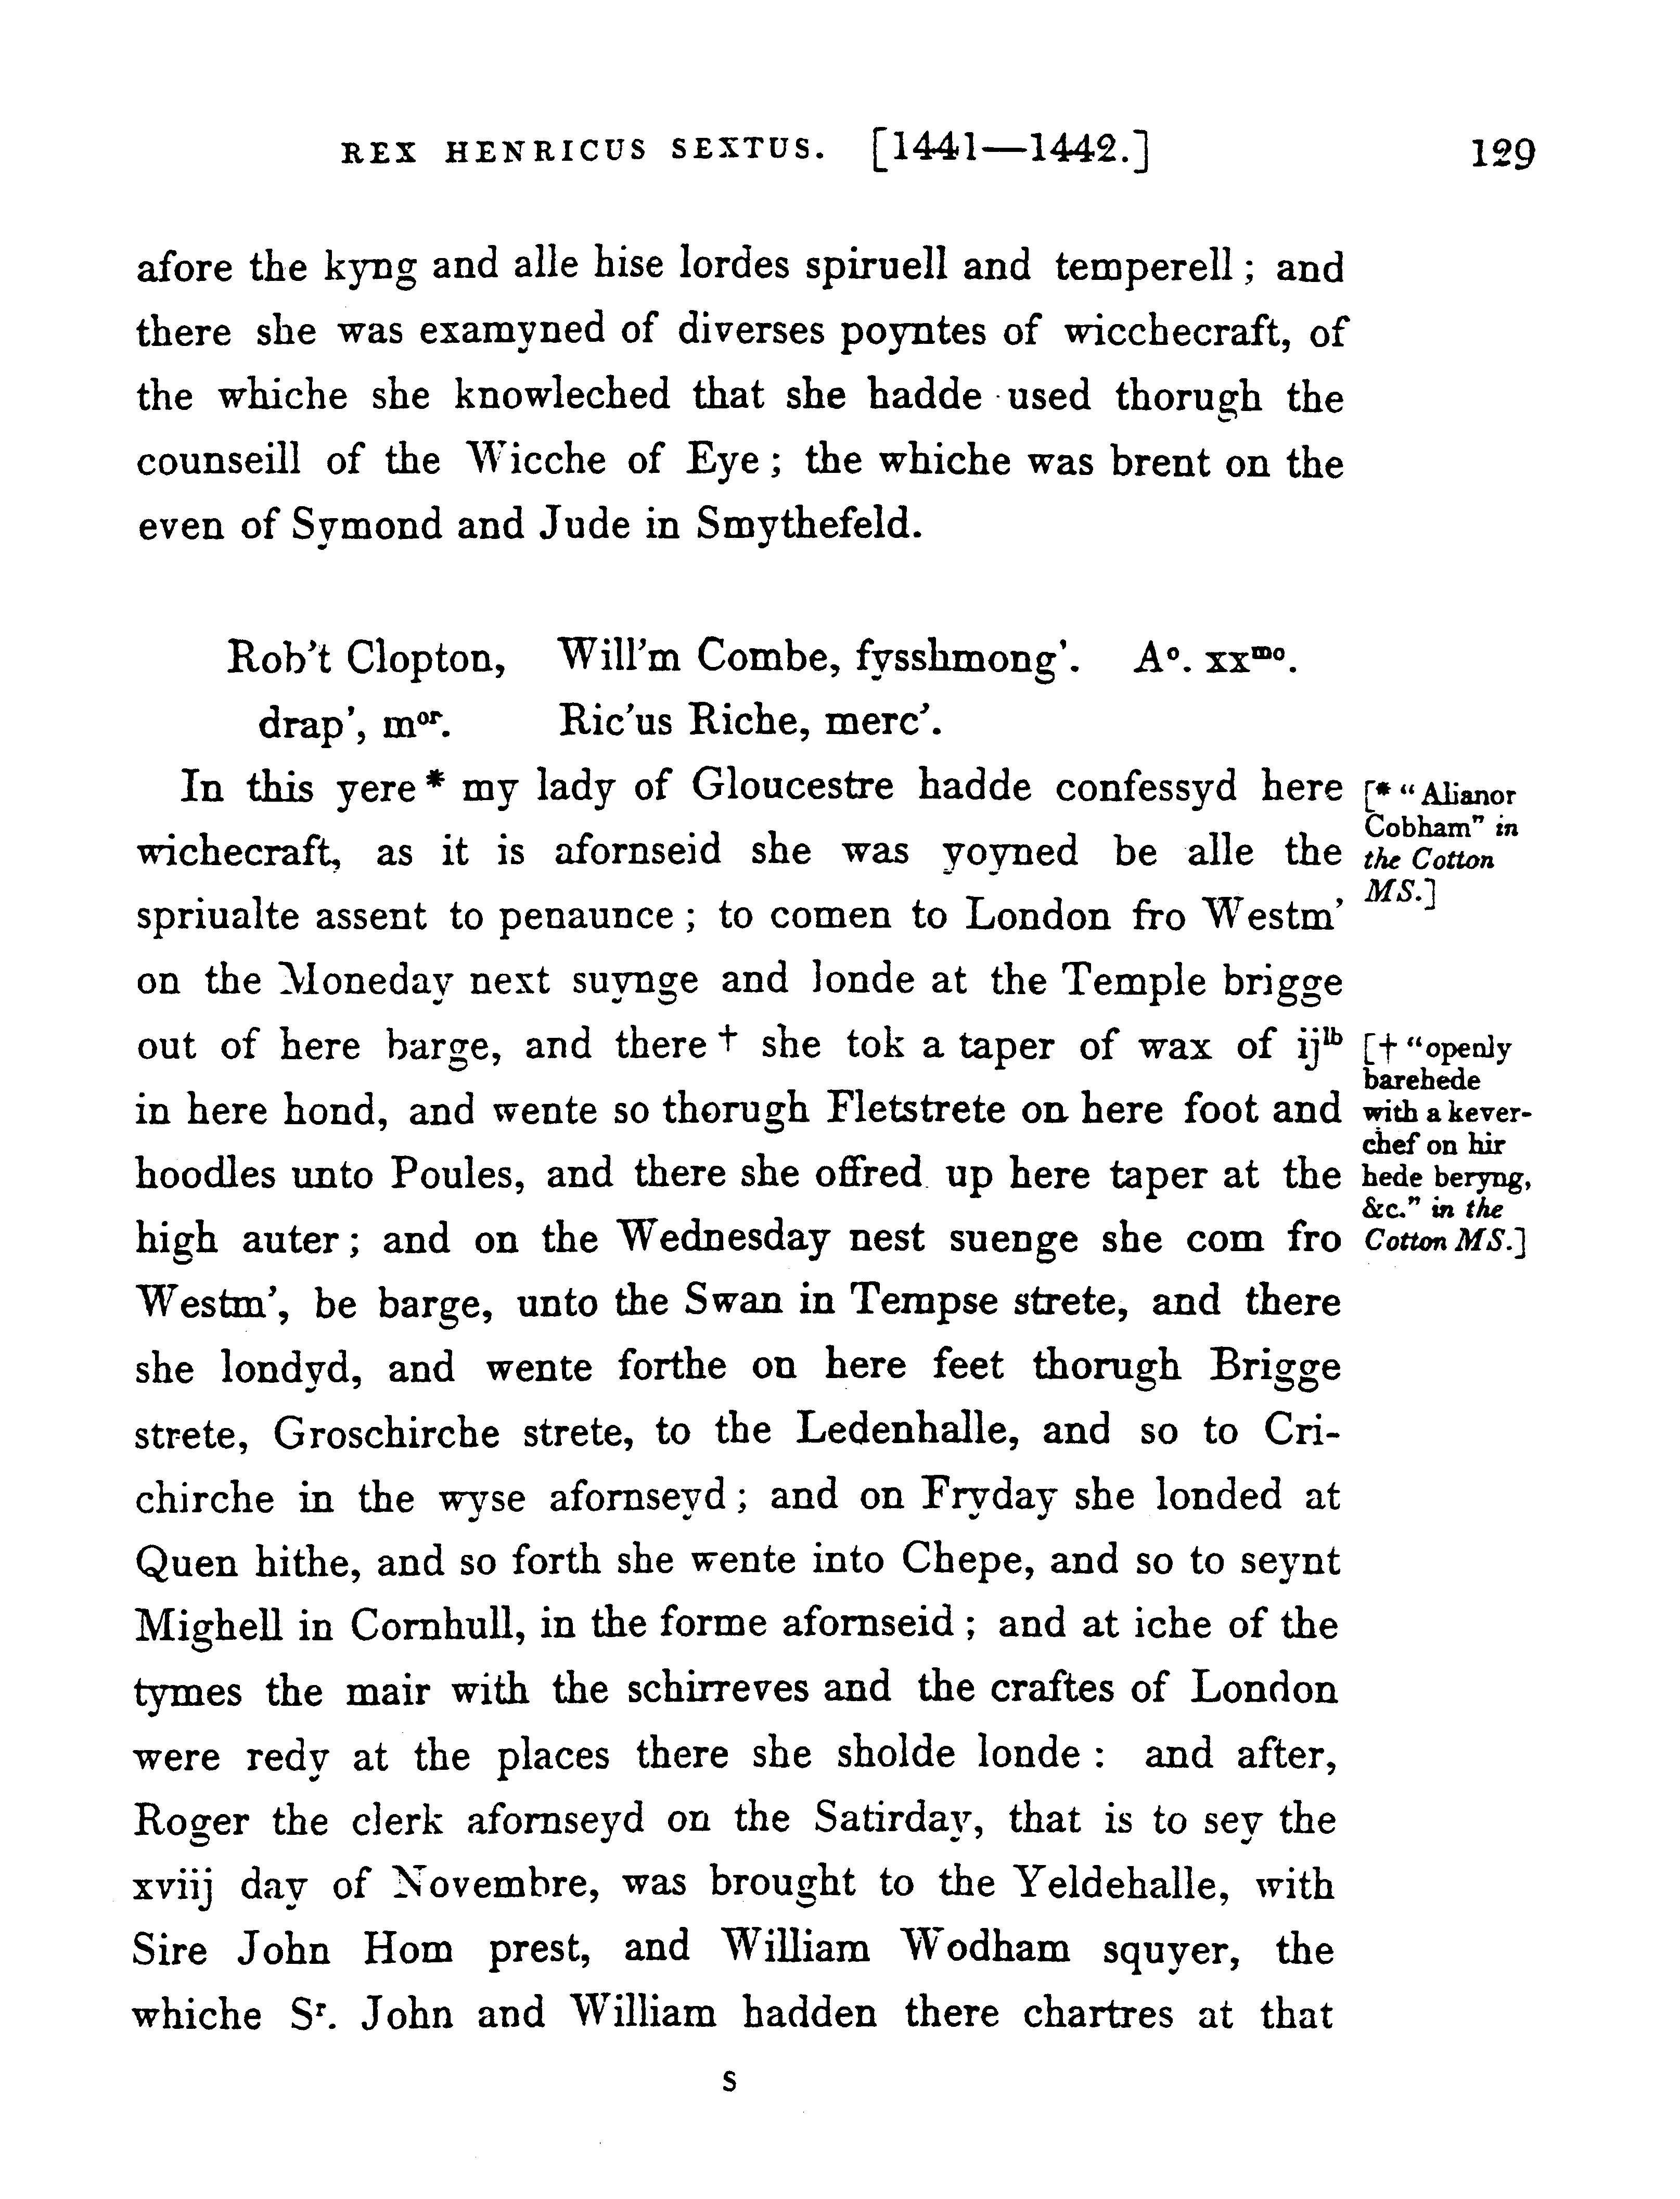 REX HENRICUS SEXTUS. [1441—1442.] 129
afore the kyng and alle hise lordes spiruell and temperell; and
there she was examyned of diverses poyntes of wicchecraft, of
the whiche she knowleched that she hadde used thorugh the
counseill of the Wicche of Eye; the whiche was brent on the
even of Symond and Jude in Smythefeld.
Rob't Clopton, Will'm Combe, fysshmong'. Aº. xxᵐᵒ.
drap', mᵒʳ. Ric'us Riche, merc'.
In this yere * my lady of Gloucestre hadde confessyd here
wichecraft, as it is afornseid she was yoyned be alle the
spriualte assent to penaunce; to comen to London fro Westm'
on the Moneday next suynge and londe at the Temple brigge
out of here barge, and there † she tok a taper of wax of ijˡᵇ
in here hond, and wente so thorugh Fletstrete on here foot and
hoodles unto Poules, and there she offred up here taper at the
high auter; and on the Wednesday nest suenge she com fro
Westm', be barge, unto the Swan in Tempse strete, and there
she londyd, and wente forthe on here feet thorugh Brigge
strete, Groschirche strete, to the Ledenhalle, and so to Cri-
chirche in the wyse afornseyd; and on Fryday she londed at
Quen hithe, and so forth she wente into Chepe, and so to seynt
Mighell in Cornhull, in the forme afornseid; and at iche of the
tymes the mair with the schirreves and the craftes of London
were redy at the places there she sholde londe: and after,
Roger the clerk afornseyd on the Satirday, that is to sey the
xviij day of Novembre, was brought to the Yeldehalle, with
Sire John Hom prest, and William Wodham squyer, the
whiche Sʳ. John and William hadden there chartres at that
s
[* "Alianor
Cobham" in
the Cotton
MS.]
[† "openly
barehede
with a kever-
chef on hir
hede beryng,
&c." in the
Cotton MS.]